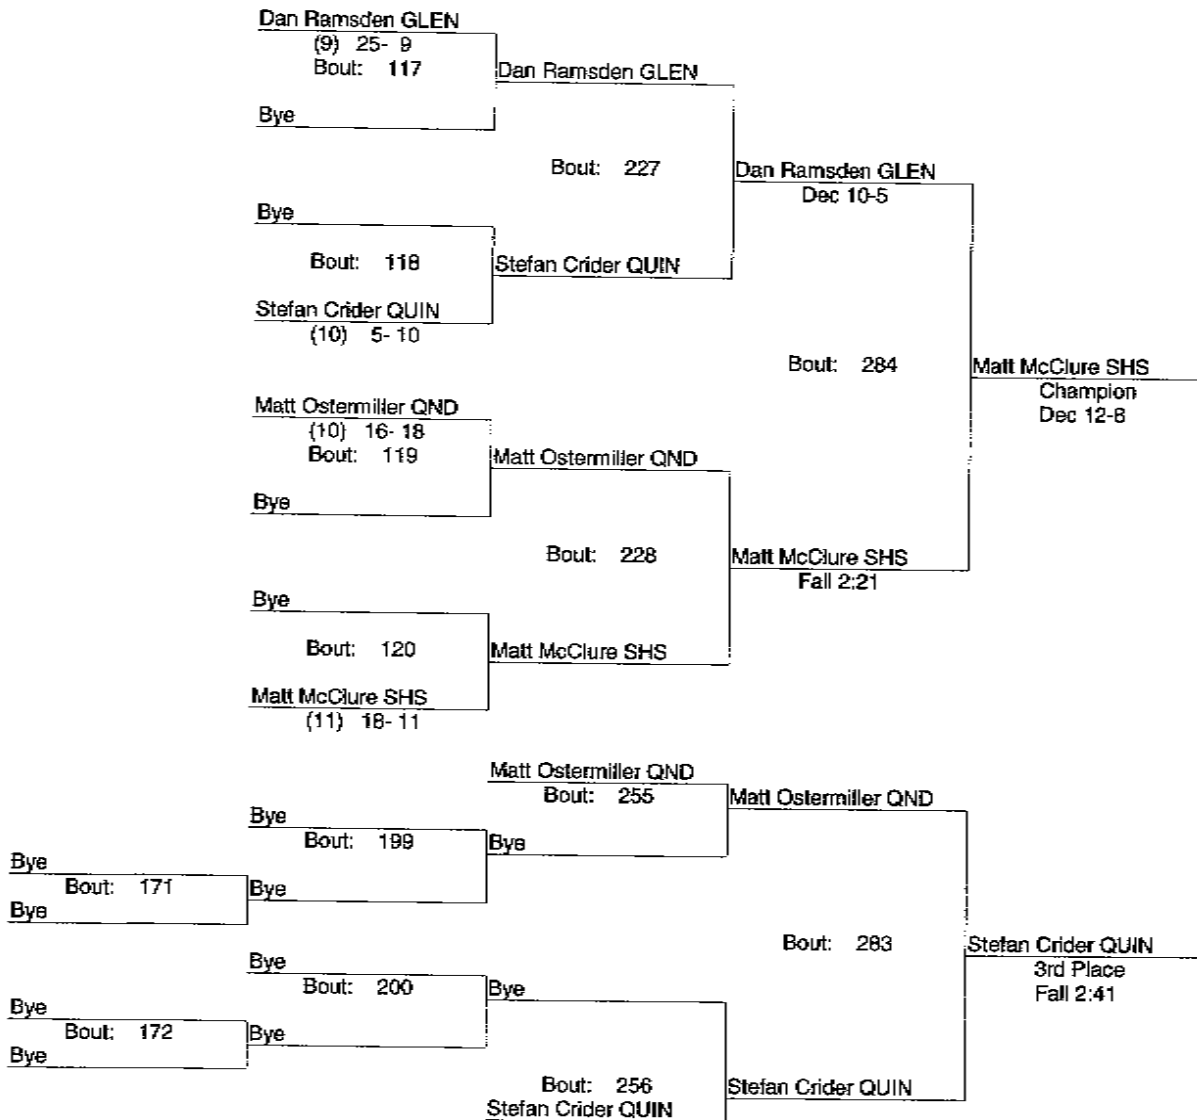 Dan Ramsden GLEN
(9) 25- 9
Bout: 117
Dan Ramsden GLEN
Bye
Bout: 227
Dan Ramsden GLEN
Dec 10-5
Bye
Bout: 118
Stefan Crider QUIN
Stefan Crider QUIN
(10) 5- 10
Bout: 284
Matt McClure SHS
Champion
Dec 12-8
Matt Ostermiller QND
(10) 16- 18
Bout: 119
Matt Ostermiller QND
Bye
Bout: 228
Matt McClure SHS
Fall 2:21
Bye
Bout: 120
Matt McClure SHS
Matt McClure SHS
(11) 18- 11
Matt Ostermiller QND
Bout: 255
Matt Ostermiller QND
Bye
Bout: 199
Bye
Bye
Bout: 171
Bye
Bye
Bout: 283
Stefan Crider QUIN
3rd Place
Fall 2:41
Bye
Bout: 200
Bye
Bye
Bout: 172
Bye
Bye
Bout: 256
Stefan Crider QUIN
Stefan Crider QUIN